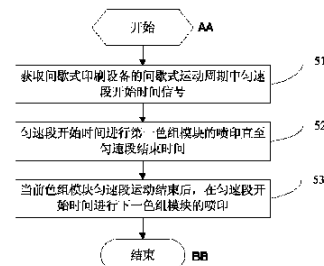 开始 AA
获取间歇式印刷设备的间歇式运动周期中匀速
段开始时间信号
51
匀速段开始时间进行第一色组模块的喷印直至
匀速段结束时间
52
当前色组模块匀速段运动结束后，在匀速段开
始时间进行下一色组模块的喷印
53
结束 BB